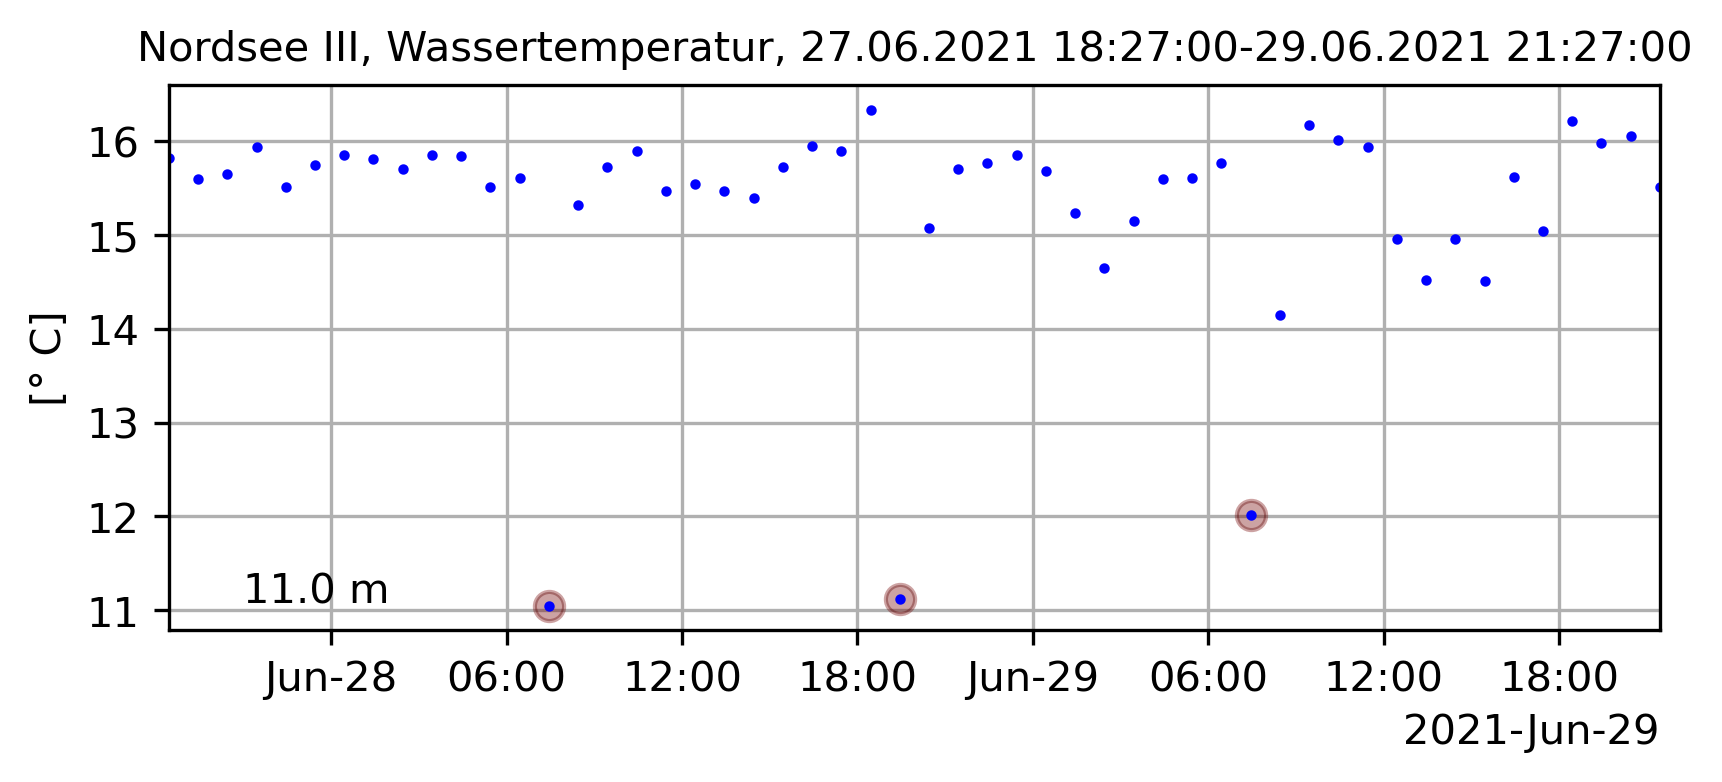 Nordsee III, Wassertemperatur, 27.06.2021 18:27:00-29.06.2021 21:27:00
16
15
14
13
12
11
[° C]
11.0 m
Jun-28 06:00 12:00 18:00 Jun-29 06:00 12:00 18:00
2021-Jun-29